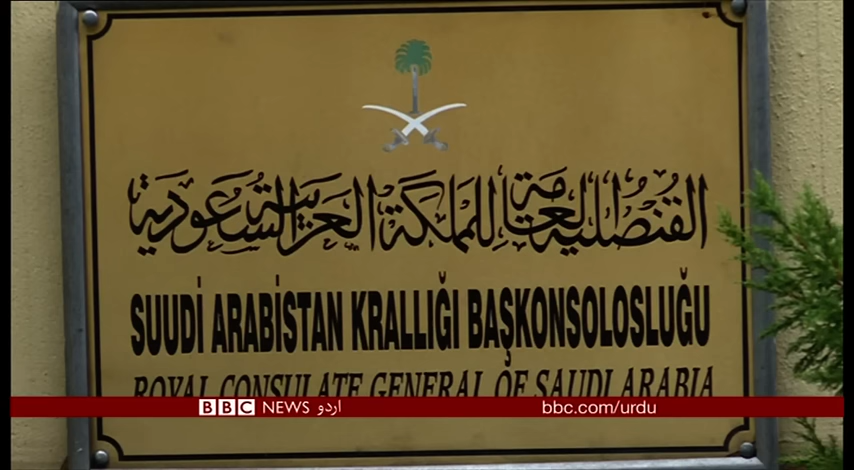 القنصلية العامة للمملكة العربية السعودية
SUUDİ ARABİSTAN KRALLIĞI BAŞKONSOLOSLUĞU
ROYAL CONSULATE GENERAL OF SAUDI ARABIA
BBC NEWS اردو bbc.com/urdu